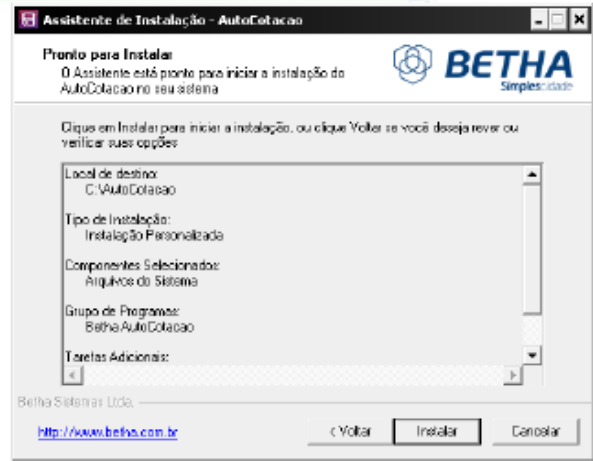 Assistente de Instalação - AutoCotacao
Pronto para Instalar
O Assistente está pronto para iniciar a instalação do
AutoCotacao no seu sistema
BETHA
Simplescidade
Clique em Instalar para iniciar a instalação, ou clique Voltar se você deseja rever ou
verificar suas opções
Local de destino:
C:\AutoCotacao
Tipo de Instalação:
Instalação Personalizada
Componentes Selecionados:
Arquivos do Sistema
Grupo de Programas:
Betha AutoCotacao
Tarefas Adicionais:
Betha Sistemas Ltda.
http://www.betha.com.br
< Voltar
Instalar
Cancelar